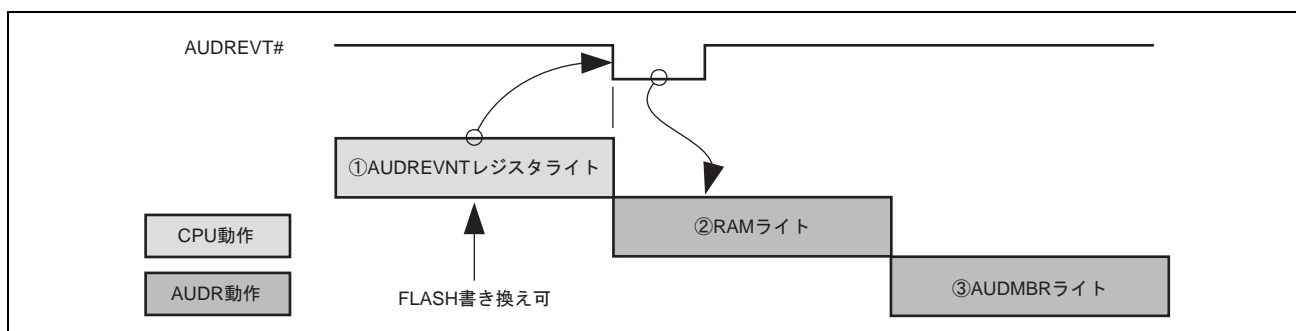 AUDREVT#
①AUDREVNTレジスタライト
②RAMライト
CPU動作
AUDR動作
FLASH書き換え可
③AUDMBRライト